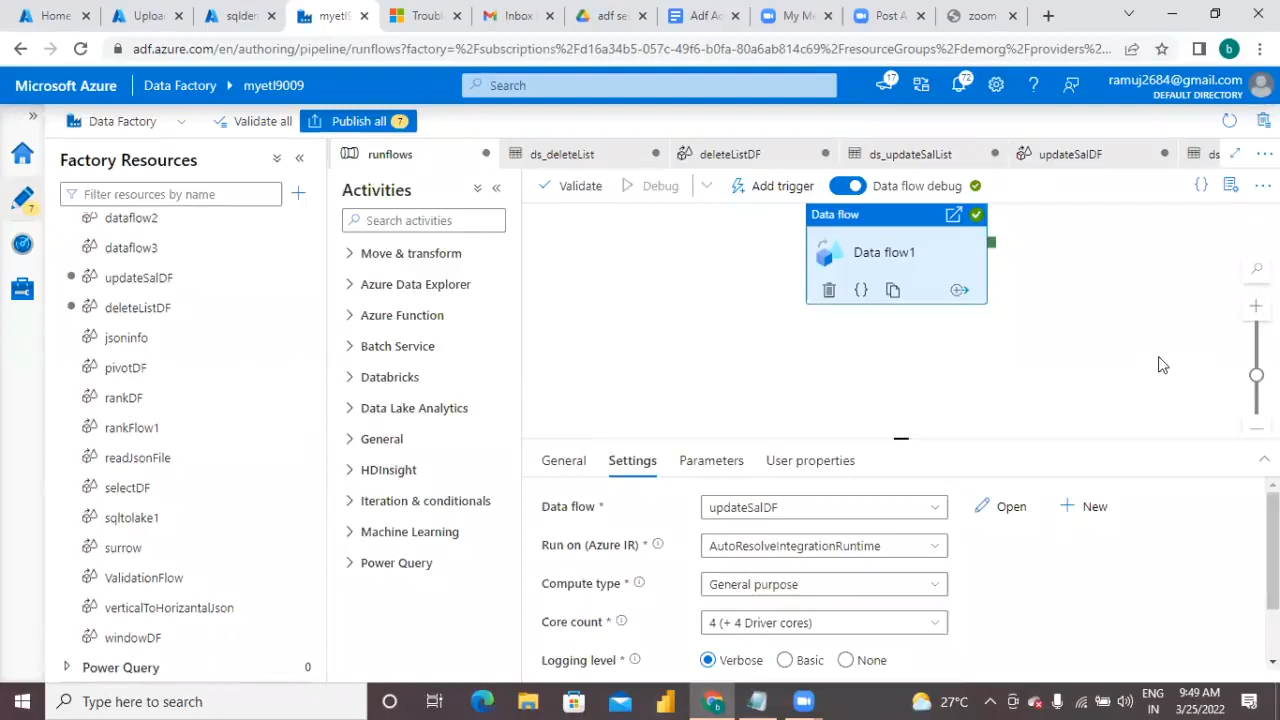 Home
Uploa
sqlden
myetl9
Troubl
Inbox
adf se
Adf Ac
My Me
Post A
zoom
adf.azure.com/en/authoring/pipeline/runflows?factory=%2Fsubscriptions%2Fd16a34b5-057c-49f6-b0fa-80a6ab814c69%2FresourceGroups%2Fdemorg%2Fproviders%2...
b
Microsoft Azure
Data Factory
myetl9009
Search
17
72
ramuj2684@gmail.com
DEFAULT DIRECTORY
Data Factory
Validate all
Publish all 7
Factory Resources
Filter resources by name
7
dataflow2
dataflow3
updateSalDF
deleteListDF
jsoninfo
pivotDF
rankDF
rankFlow1
readJsonFile
selectDF
sqltolake1
surrow
ValidationFlow
verticalToHorizantalJson
windowDF
Power Query 0
runflows
ds_deleteList
deleteListDF
ds_updateSalList
updateSalDF
ds
Activities
Search activities
Move & transform
Azure Data Explorer
Azure Function
Batch Service
Databricks
Data Lake Analytics
General
HDInsight
Iteration & conditionals
Machine Learning
Power Query
Validate
Debug
Add trigger
Data flow debug
Data flow
Data flow1
General
Settings
Parameters
User properties
Data flow * updateSalDF Open New
Run on (Azure IR) * AutoResolveIntegrationRuntime
Compute type * General purpose
Core count * 4 (+ 4 Driver cores)
Logging level * Verbose Basic None
Type here to search
27°C
ENG
IN
9:49 AM
3/25/2022